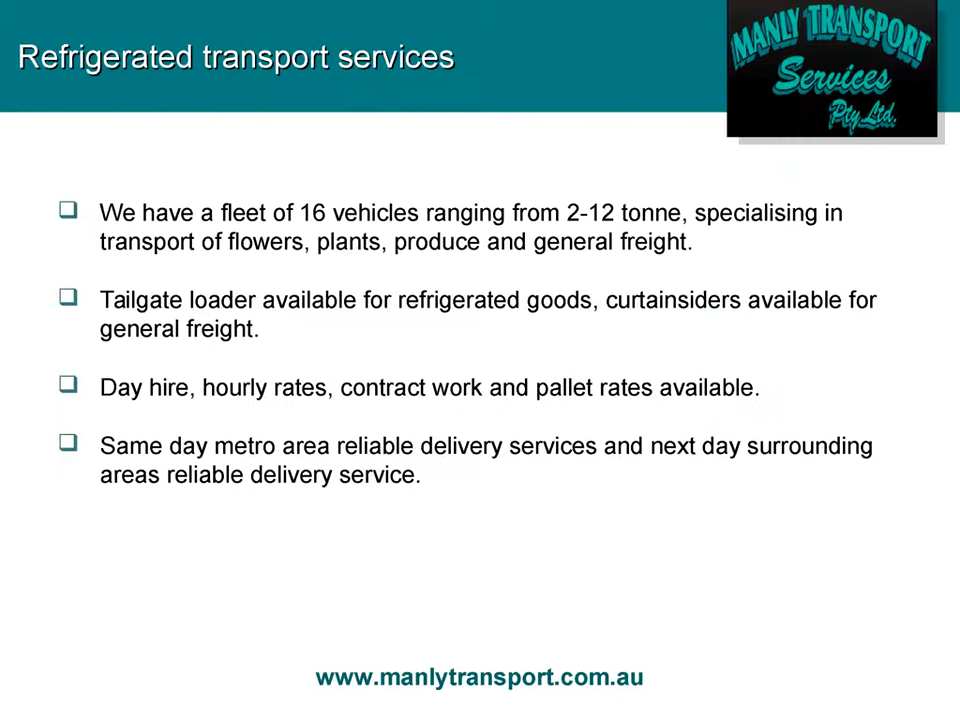 Refrigerated transport services
MANLY TRANSPORT
Services
Pty.Ltd.
We have a fleet of 16 vehicles ranging from 2-12 tonne, specialising in
transport of flowers, plants, produce and general freight.
Tailgate loader available for refrigerated goods, curtainsiders available for
general freight.
Day hire, hourly rates, contract work and pallet rates available.
Same day metro area reliable delivery services and next day surrounding
areas reliable delivery service.
www.manlytransport.com.au